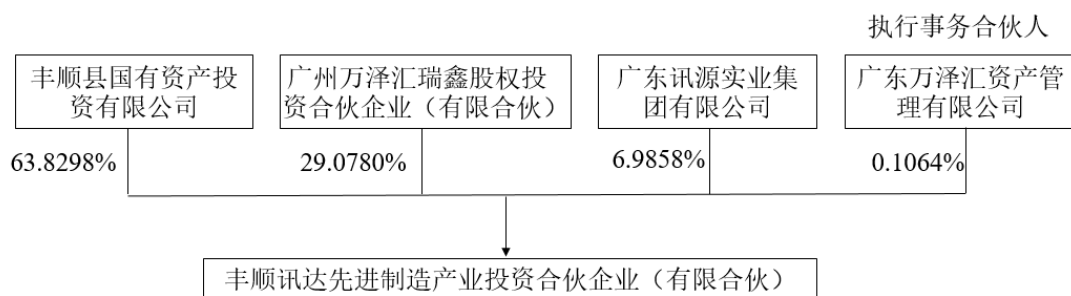 执行事务合伙人
丰顺县国有资产投
资有限公司
广州万泽汇瑞鑫股权投
资合伙企业（有限合伙）
广东讯源实业集
团有限公司
广东万泽汇资产管
理有限公司
63.8298%
29.0780%
6.9858%
0.1064%
丰顺讯达先进制造产业投资合伙企业（有限合伙）